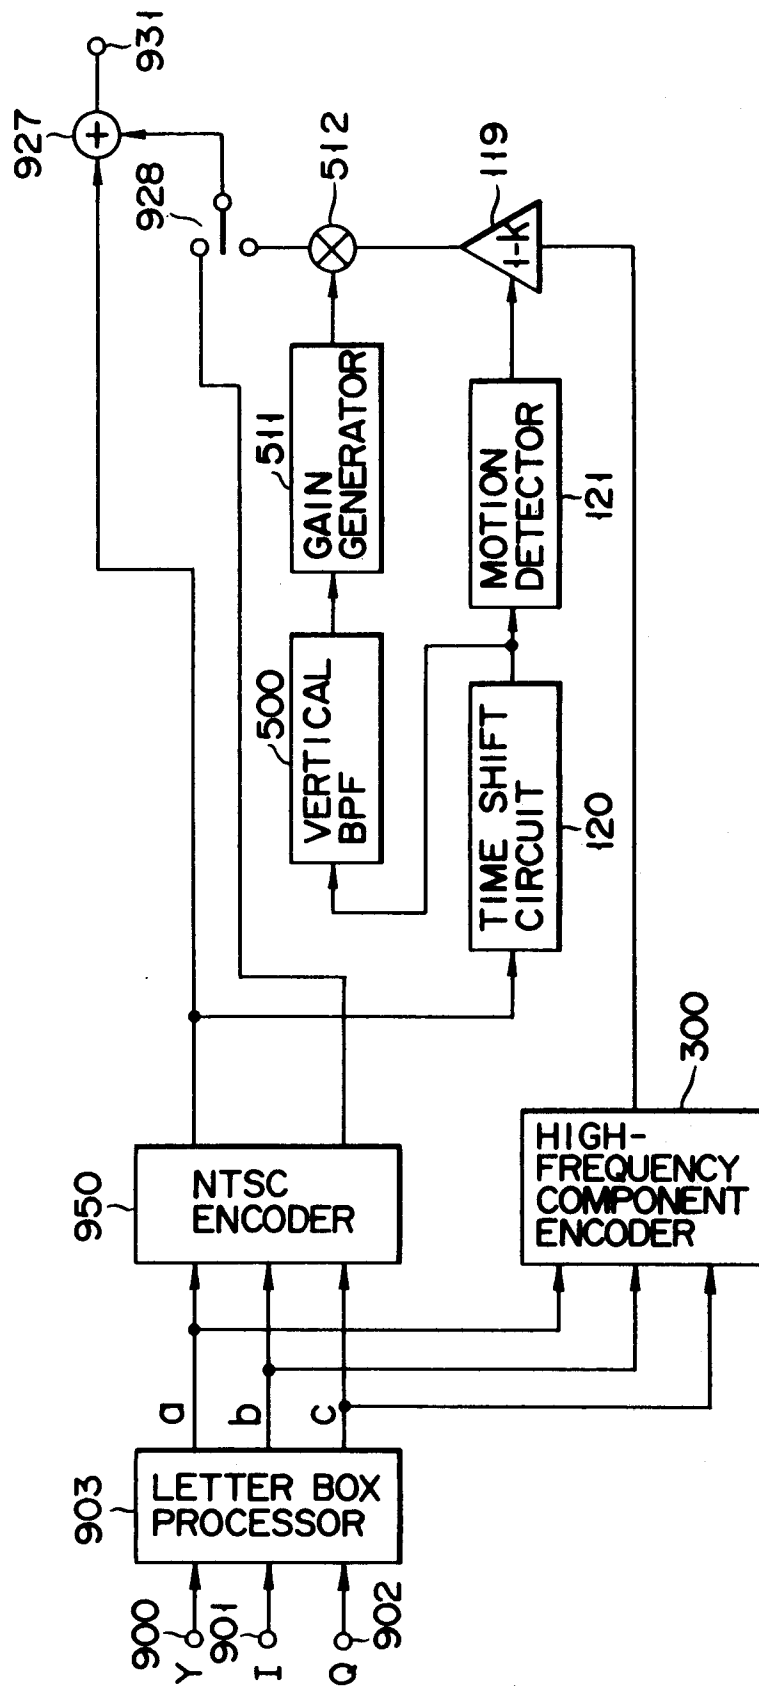 900
Y
901
I
902
Q
903
LETTER BOX
PROCESSOR
a
b
c
950
NTSC
ENCODER
300
HIGH-
FREQUENCY
COMPONENT
ENCODER
500
VERTICAL
BPF
511
GAIN
GENERATOR
TIME SHIFT
CIRCUIT
120
MOTION
DETECTOR
121
1-K
119
512
928
927
+
931